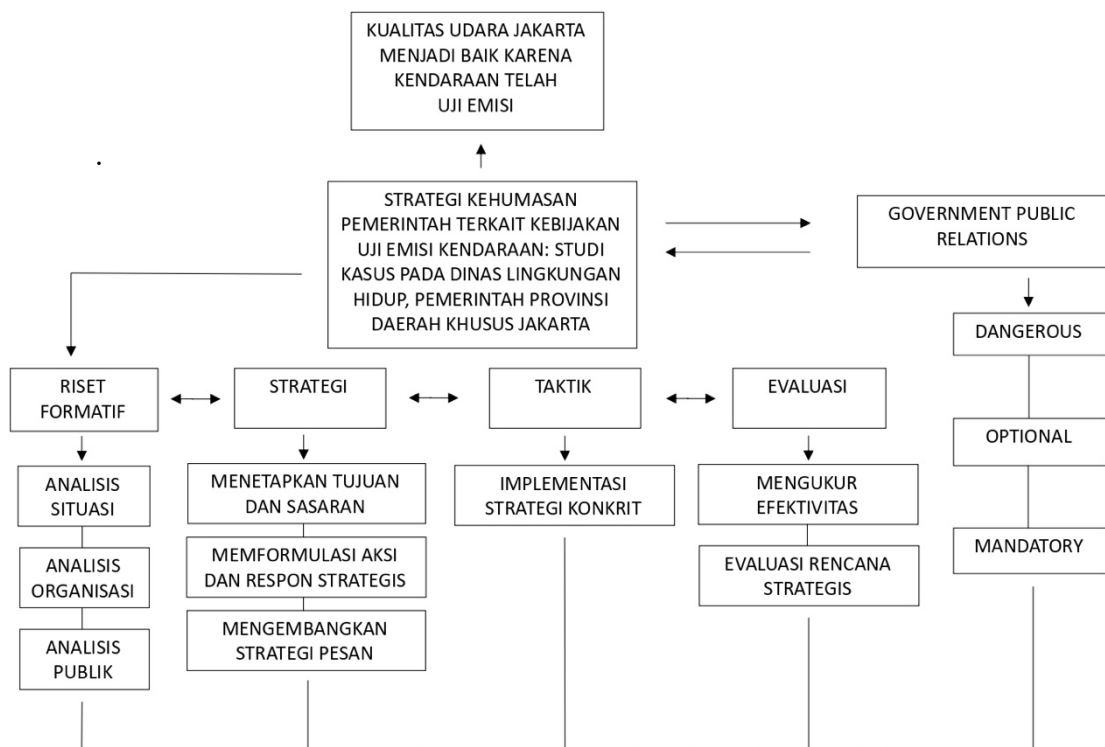 KUALITAS UDARA JAKARTA
MENJADI BAIK KARENA
KENDARAAN TELAH
UJI EMISI
STRATEGI KEHUMASAN
PEMERINTAH TERKAIT KEBIJAKAN
UJI EMISI KENDARAAN: STUDI
KASUS PADA DINAS LINGKUNGAN
HIDUP, PEMERINTAH PROVINSI
DAERAH KHUSUS JAKARTA
GOVERNMENT PUBLIC
RELATIONS
DANGEROUS
OPTIONAL
MANDATORY
RISET
FORMATIF
ANALISIS
SITUASI
ANALISIS
ORGANISASI
ANALISIS
PUBLIK
STRATEGI
MENETAPKAN TUJUAN
DAN SASARAN
MEMFORMULASI AKSI
DAN RESPON STRATEGIS
MENGEMBANGKAN
STRATEGI PESAN
TAKTIK
IMPLEMENTASI
STRATEGI KONKRIT
EVALUASI
MENGUKUR
EFEKTIVITAS
EVALUASI RENCANA
STRATEGIS